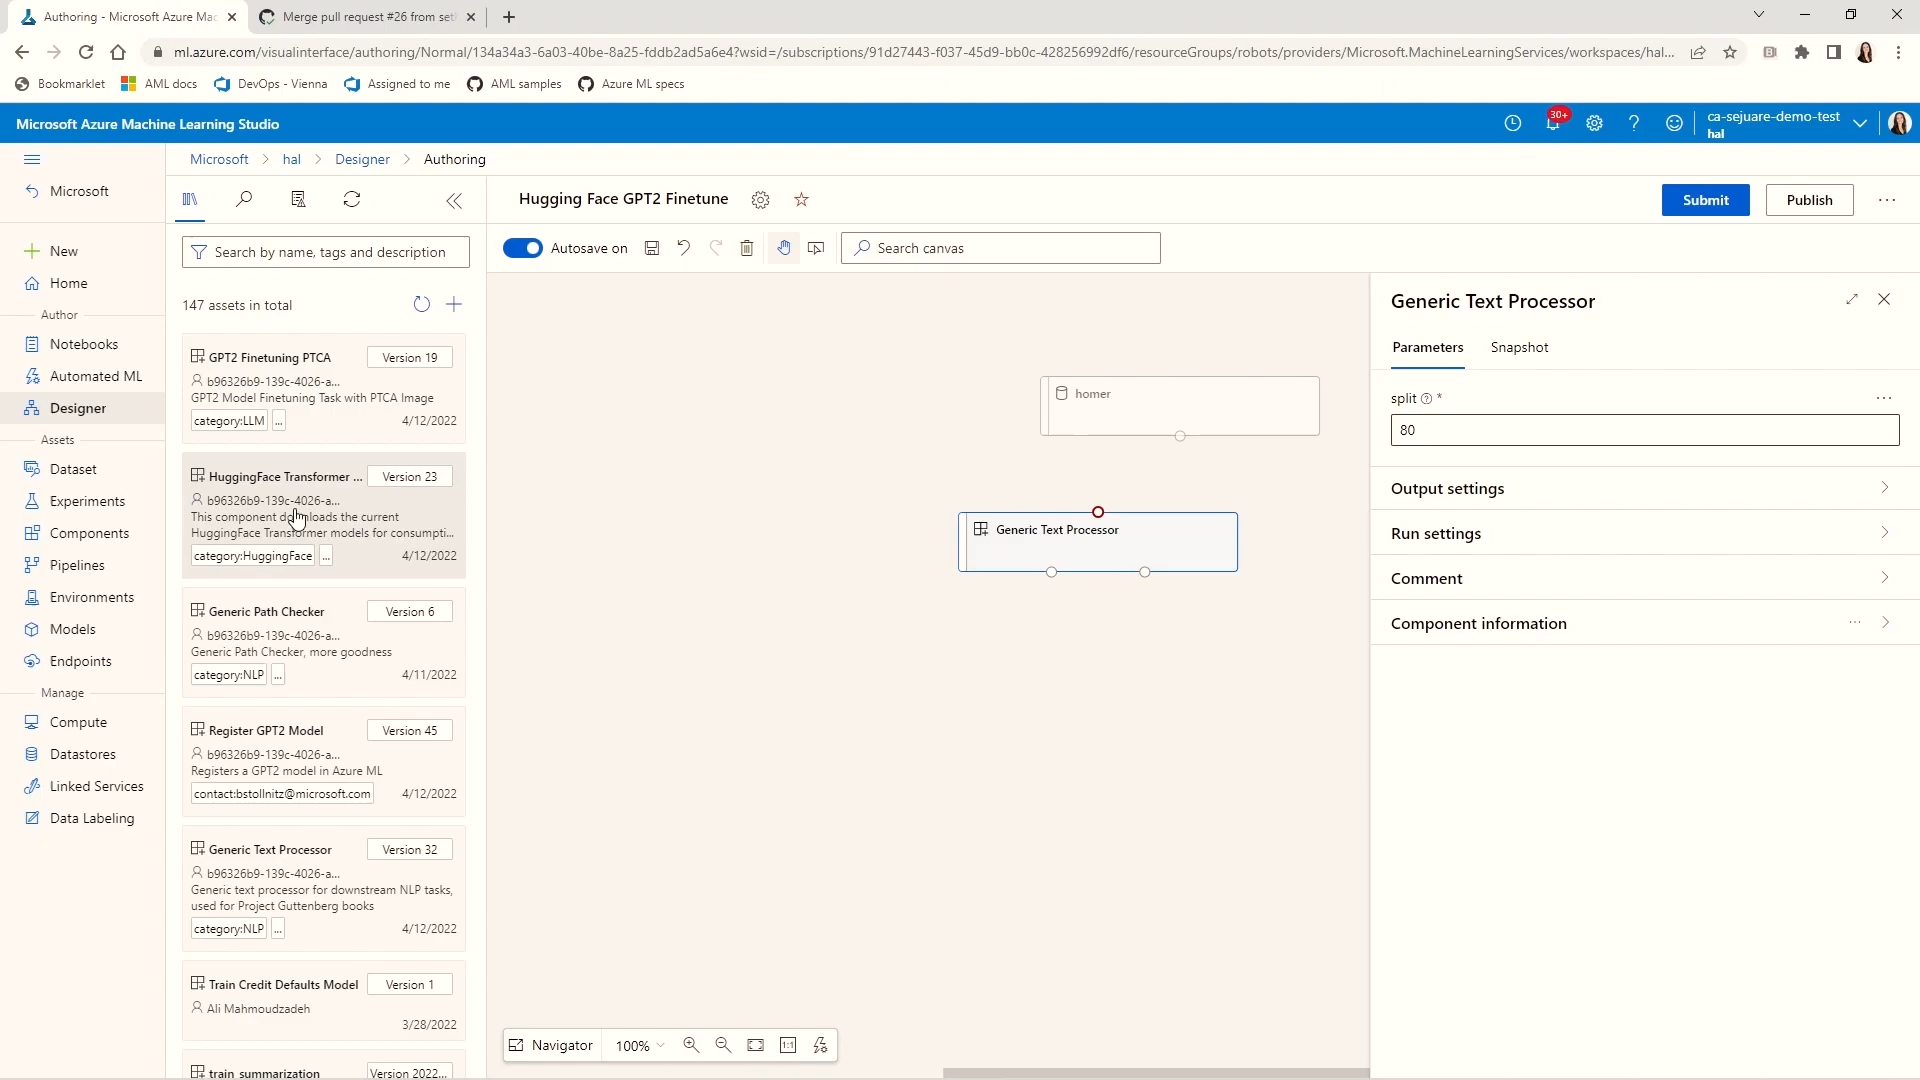 Authoring - Microsoft Azure Mac
Merge pull request #26 from set
ml.azure.com/visualinterface/authoring/Normal/134a34a3-6a03-40be-8a25-fddb2ad5a6e4?wsid=/subscriptions/91d27443-f037-45d9-bb0c-428256992df6/resourceGroups/robots/providers/Microsoft.MachineLearningServices/workspaces/hal...
Bookmarklet
AML docs
DevOps - Vienna
Assigned to me
AML samples
Azure ML specs
Microsoft Azure Machine Learning Studio
30+
ca-sejuare-demo-test
hal
Microsoft
New
Home
Author
Notebooks
Automated ML
Designer
Assets
Dataset
Experiments
Components
Pipelines
Environments
Models
Endpoints
Manage
Compute
Datastores
Linked Services
Data Labeling
Microsoft > hal > Designer > Authoring
Search by name, tags and description
147 assets in total
GPT2 Finetuning PTCA
Version 19
b96326b9-139c-4026-a...
GPT2 Model Finetuning Task with PTCA Image
category:LLM ... 4/12/2022
HuggingFace Transformer ...
Version 23
b96326b9-139c-4026-a...
This component downloads the current
HuggingFace Transformer models for consumpti...
category:HuggingFace ... 4/12/2022
Generic Path Checker
Version 6
b96326b9-139c-4026-a...
Generic Path Checker, more goodness
category:NLP ... 4/11/2022
Register GPT2 Model
Version 45
b96326b9-139c-4026-a...
Registers a GPT2 model in Azure ML
contact:bstollnitz@microsoft.com 4/12/2022
Generic Text Processor
Version 32
b96326b9-139c-4026-a...
Generic text processor for downstream NLP tasks,
used for Project Guttenberg books
category:NLP ... 4/12/2022
Train Credit Defaults Model
Version 1
Ali Mahmoudzadeh
3/28/2022
train_summarization
Version 2022...
Hugging Face GPT2 Finetune
Submit
Publish
...
Autosave on
Search canvas
homer
Generic Text Processor
Navigator
100%
1:1
Generic Text Processor
Parameters
Snapshot
split *
...
80
Output settings
Run settings
Comment
Component information
...